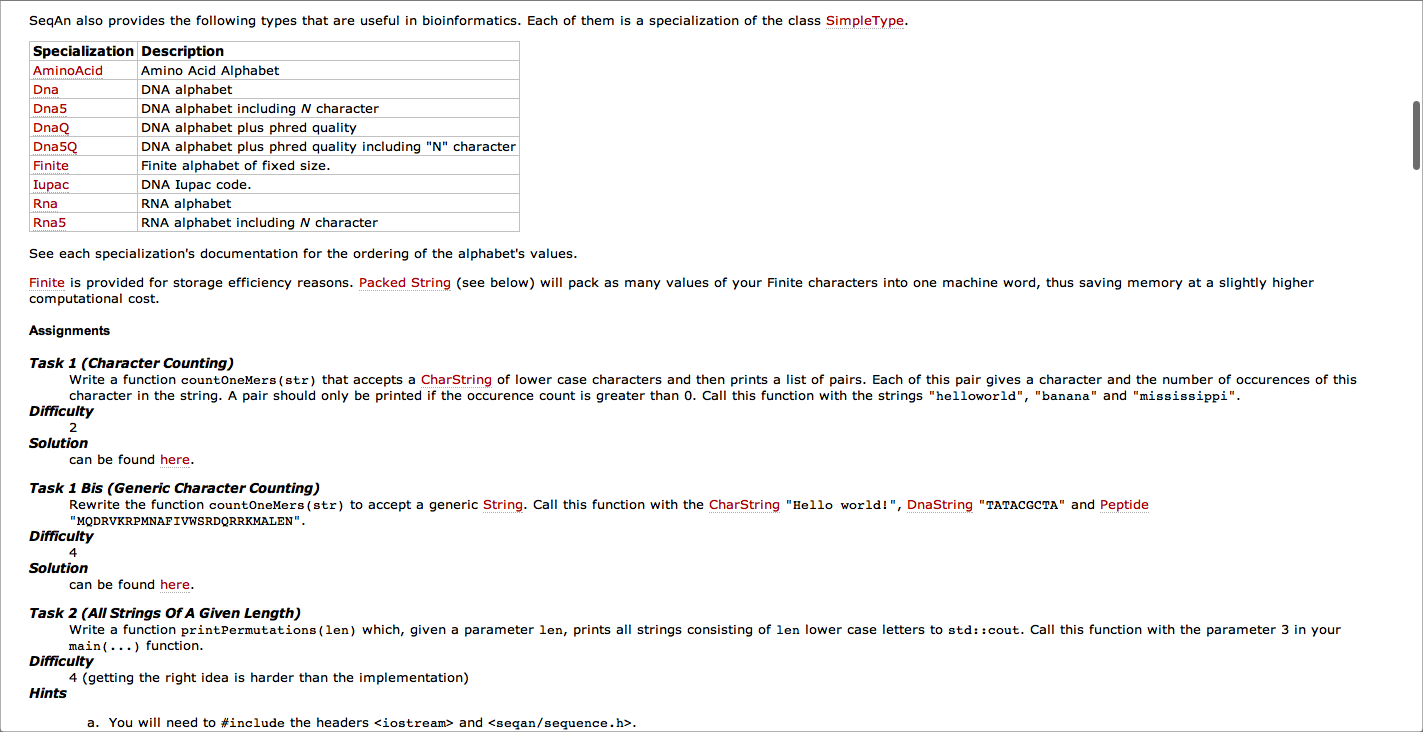 SeqAn also provides the following types that are useful in bioinformatics. Each of them is a specialization of the class SimpleType.
Specialization Description
AminoAcid Amino Acid Alphabet
Dna DNA alphabet
Dna5 DNA alphabet including N character
DnaQ DNA alphabet plus phred quality
Dna5Q DNA alphabet plus phred quality including "N" character
Finite Finite alphabet of fixed size.
Iupac DNA Iupac code.
Rna RNA alphabet
Rna5 RNA alphabet including N character
See each specialization's documentation for the ordering of the alphabet's values.
Finite is provided for storage efficiency reasons. Packed String (see below) will pack as many values of your Finite characters into one machine word, thus saving memory at a slightly higher
computational cost.
Assignments
Task 1 (Character Counting)
Write a function countOneMers(str) that accepts a CharString of lower case characters and then prints a list of pairs. Each of this pair gives a character and the number of occurences of this
character in the string. A pair should only be printed if the occurence count is greater than 0. Call this function with the strings "helloworld", "banana" and "mississippi".
Difficulty
2
Solution
can be found here.
Task 1 Bis (Generic Character Counting)
Rewrite the function countOneMers(str) to accept a generic String. Call this function with the CharString "Hello world!", DnaString "TATACGCTA" and Peptide
"MQDRVKRPMNAFIVWSRDQRRKMALEN".
Difficulty
4
Solution
can be found here.
Task 2 (All Strings Of A Given Length)
Write a function printPermutations(len) which, given a parameter len, prints all strings consisting of len lower case letters to std::cout. Call this function with the parameter 3 in your
main(...) function.
Difficulty
4 (getting the right idea is harder than the implementation)
Hints
a. You will need to #include the headers <iostream> and <seqan/sequence.h>.